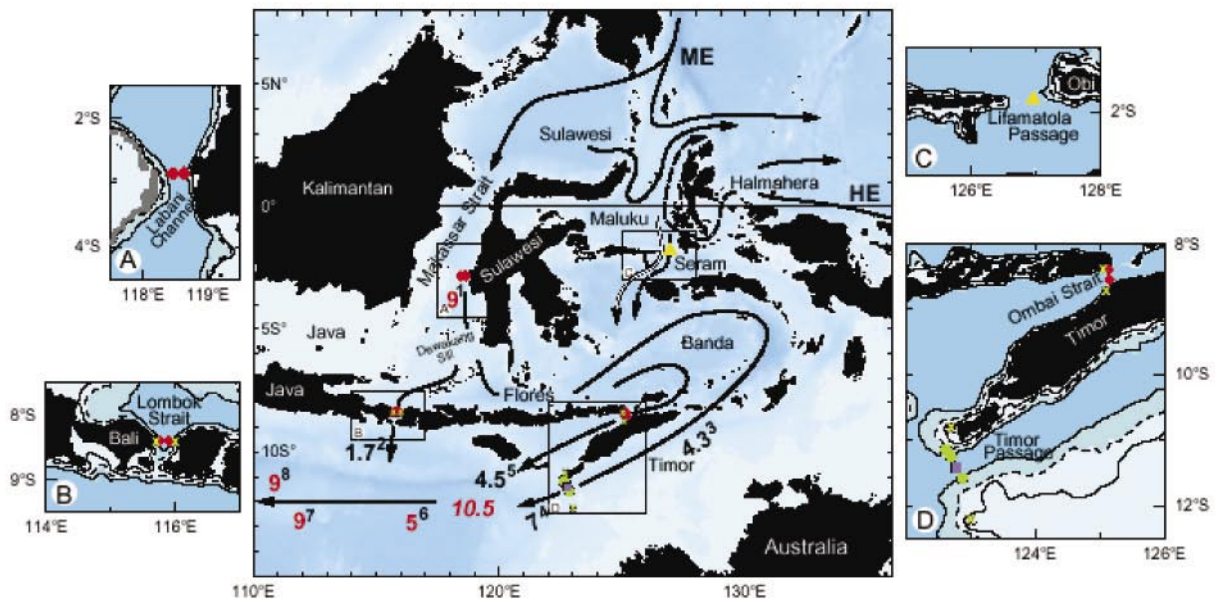 2°S
4°S
118°E
119°E
Labani
Channel
A
8°S
9°S
Lombok
Strait
Bali
114°E
116°E
B
5N°
0°
5°S
10°S
110°E
120°E
130°E
ME
Sulawesi
Kalimantan
Halmahera
HE
Makassar Strait
Maluku
Sulawesi
C
Seram
9¹
A
Java
Dewakang
Sill
Banda
Java
Flores
B
1.7²
4.3³
4.5⁵
Timor
9⁸
10.5
7⁴
D
9⁷
5⁶
Australia
Obi
Lifamatola
Passage
2°S
C
126°E
128°E
8°S
Ombai Strait
Timor
10°S
Timor
Passage
12°S
D
124°E
126°E